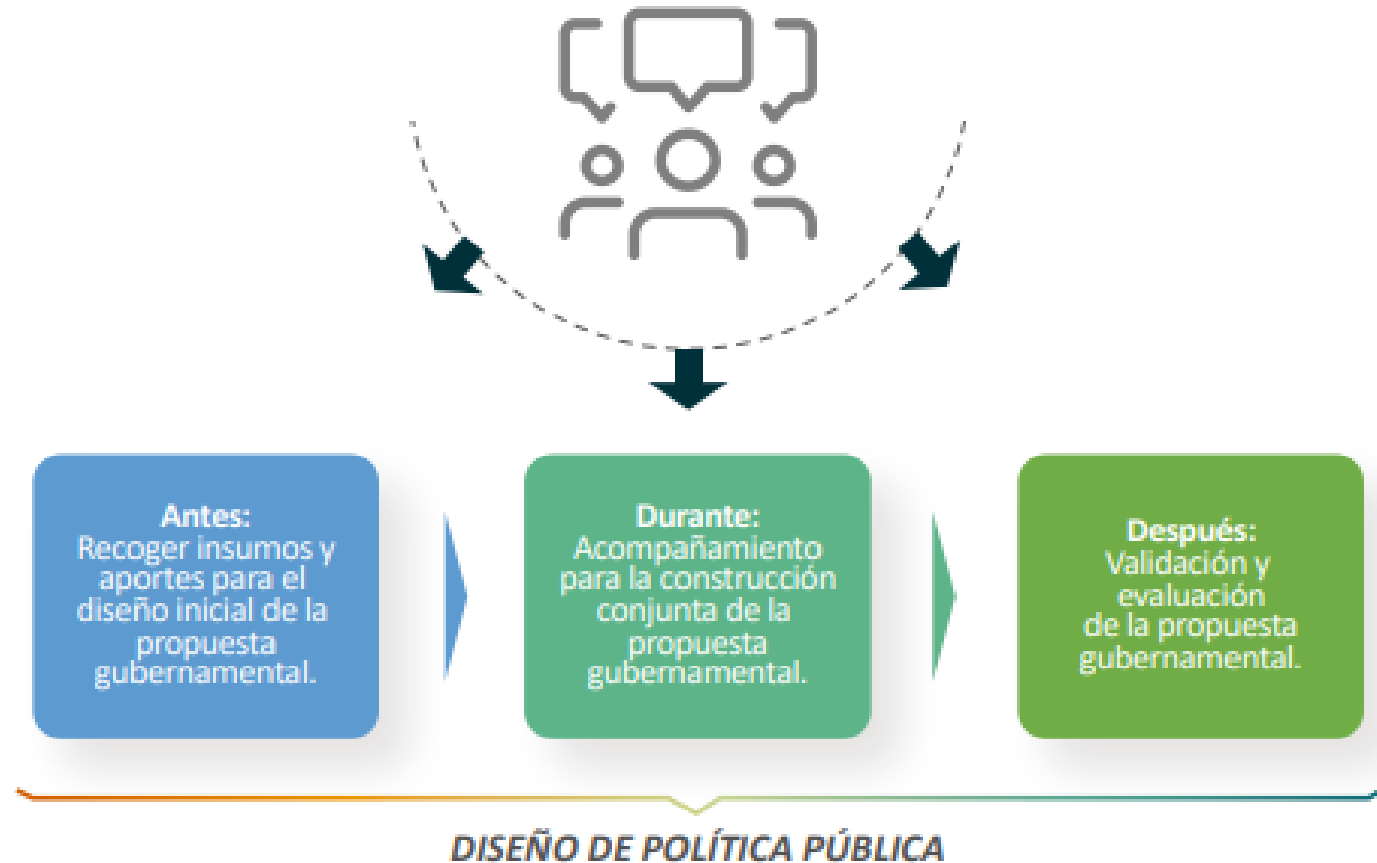 Antes:
Recoger insumos y
aportes para el
diseño inicial de la
propuesta
gubernamental.
Durante:
Acompañamiento
para la construcción
conjunta de la
propuesta
gubernamental.
Después:
Validación y
evaluación
de la propuesta
gubernamental.
DISEÑO DE POLÍTICA PÚBLICA